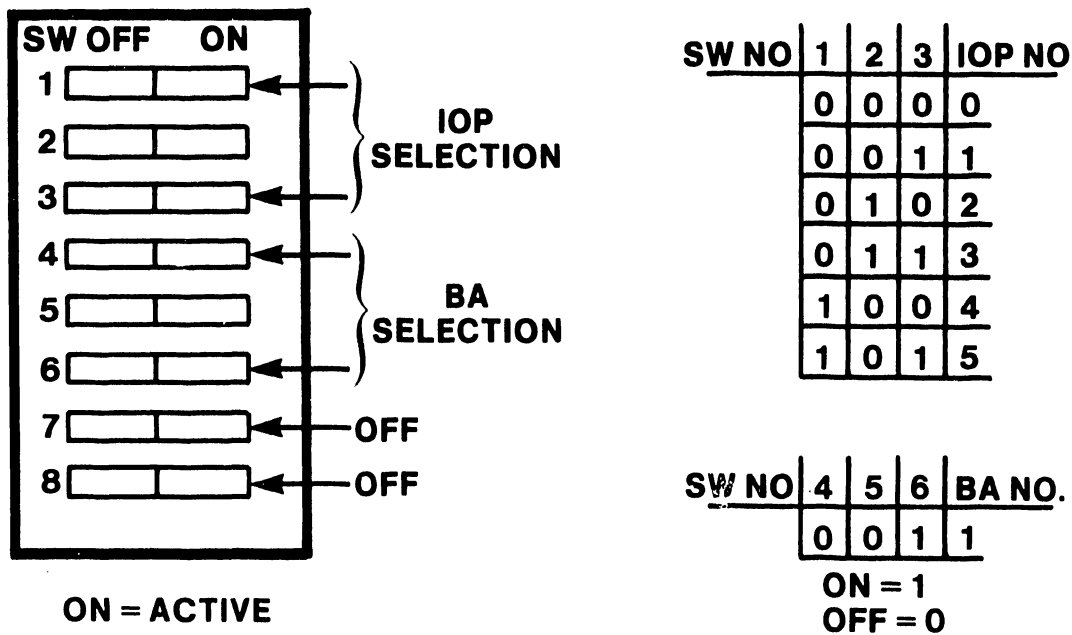 SW OFF ON
1
2
3
4
5
6
7
8
IOP
SELECTION
BA
SELECTION
OFF
OFF
ON = ACTIVE
SW NO 1 2 3 IOP NO
0 0 0 0
0 0 1 1
0 1 0 2
0 1 1 3
1 0 0 4
1 0 1 5
SW NO 4 5 6 BA NO.
0 0 1 1
ON = 1
OFF = 0